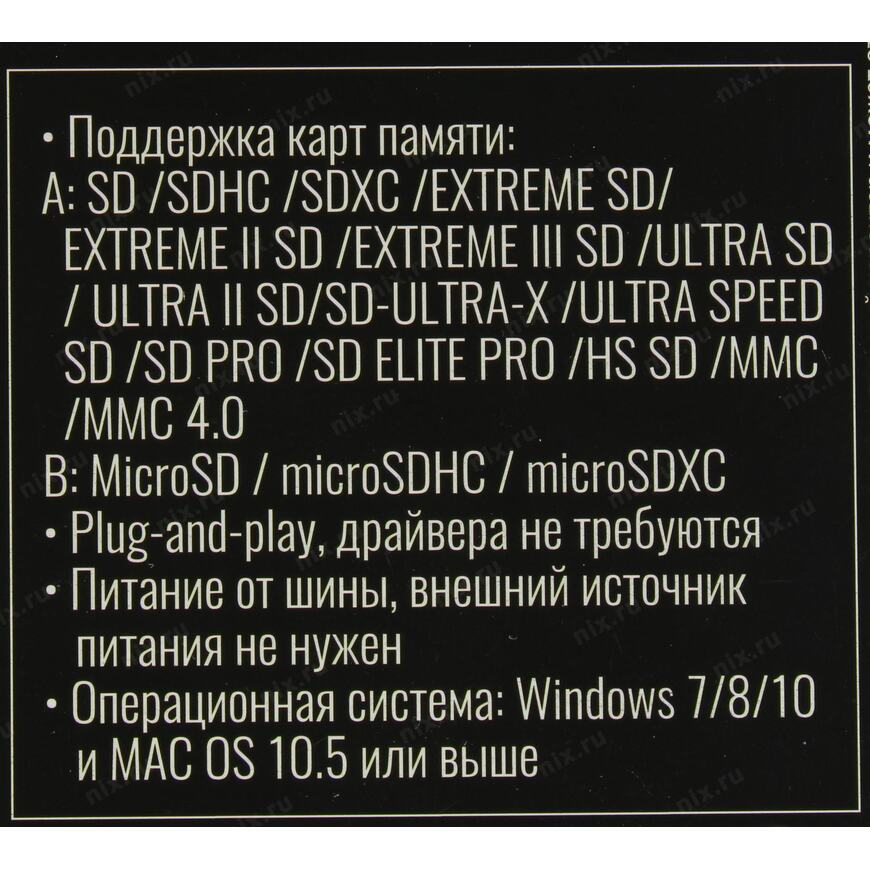 • Поддержка карт памяти:
A: SD /SDHC /SDXC /EXTREME SD/
EXTREME II SD /EXTREME III SD /ULTRA SD
/ ULTRA II SD/SD-ULTRA-X /ULTRA SPEED
SD /SD PRO /SD ELITE PRO /HS SD /MMC
/MMC 4.0
B: MicroSD / microSDHC / microSDXC
• Plug-and-play, драйвера не требуются
• Питание от шины, внешний источник
питания не нужен
• Операционная система: Windows 7/8/10
и MAC OS 10.5 или выше
nix.ru